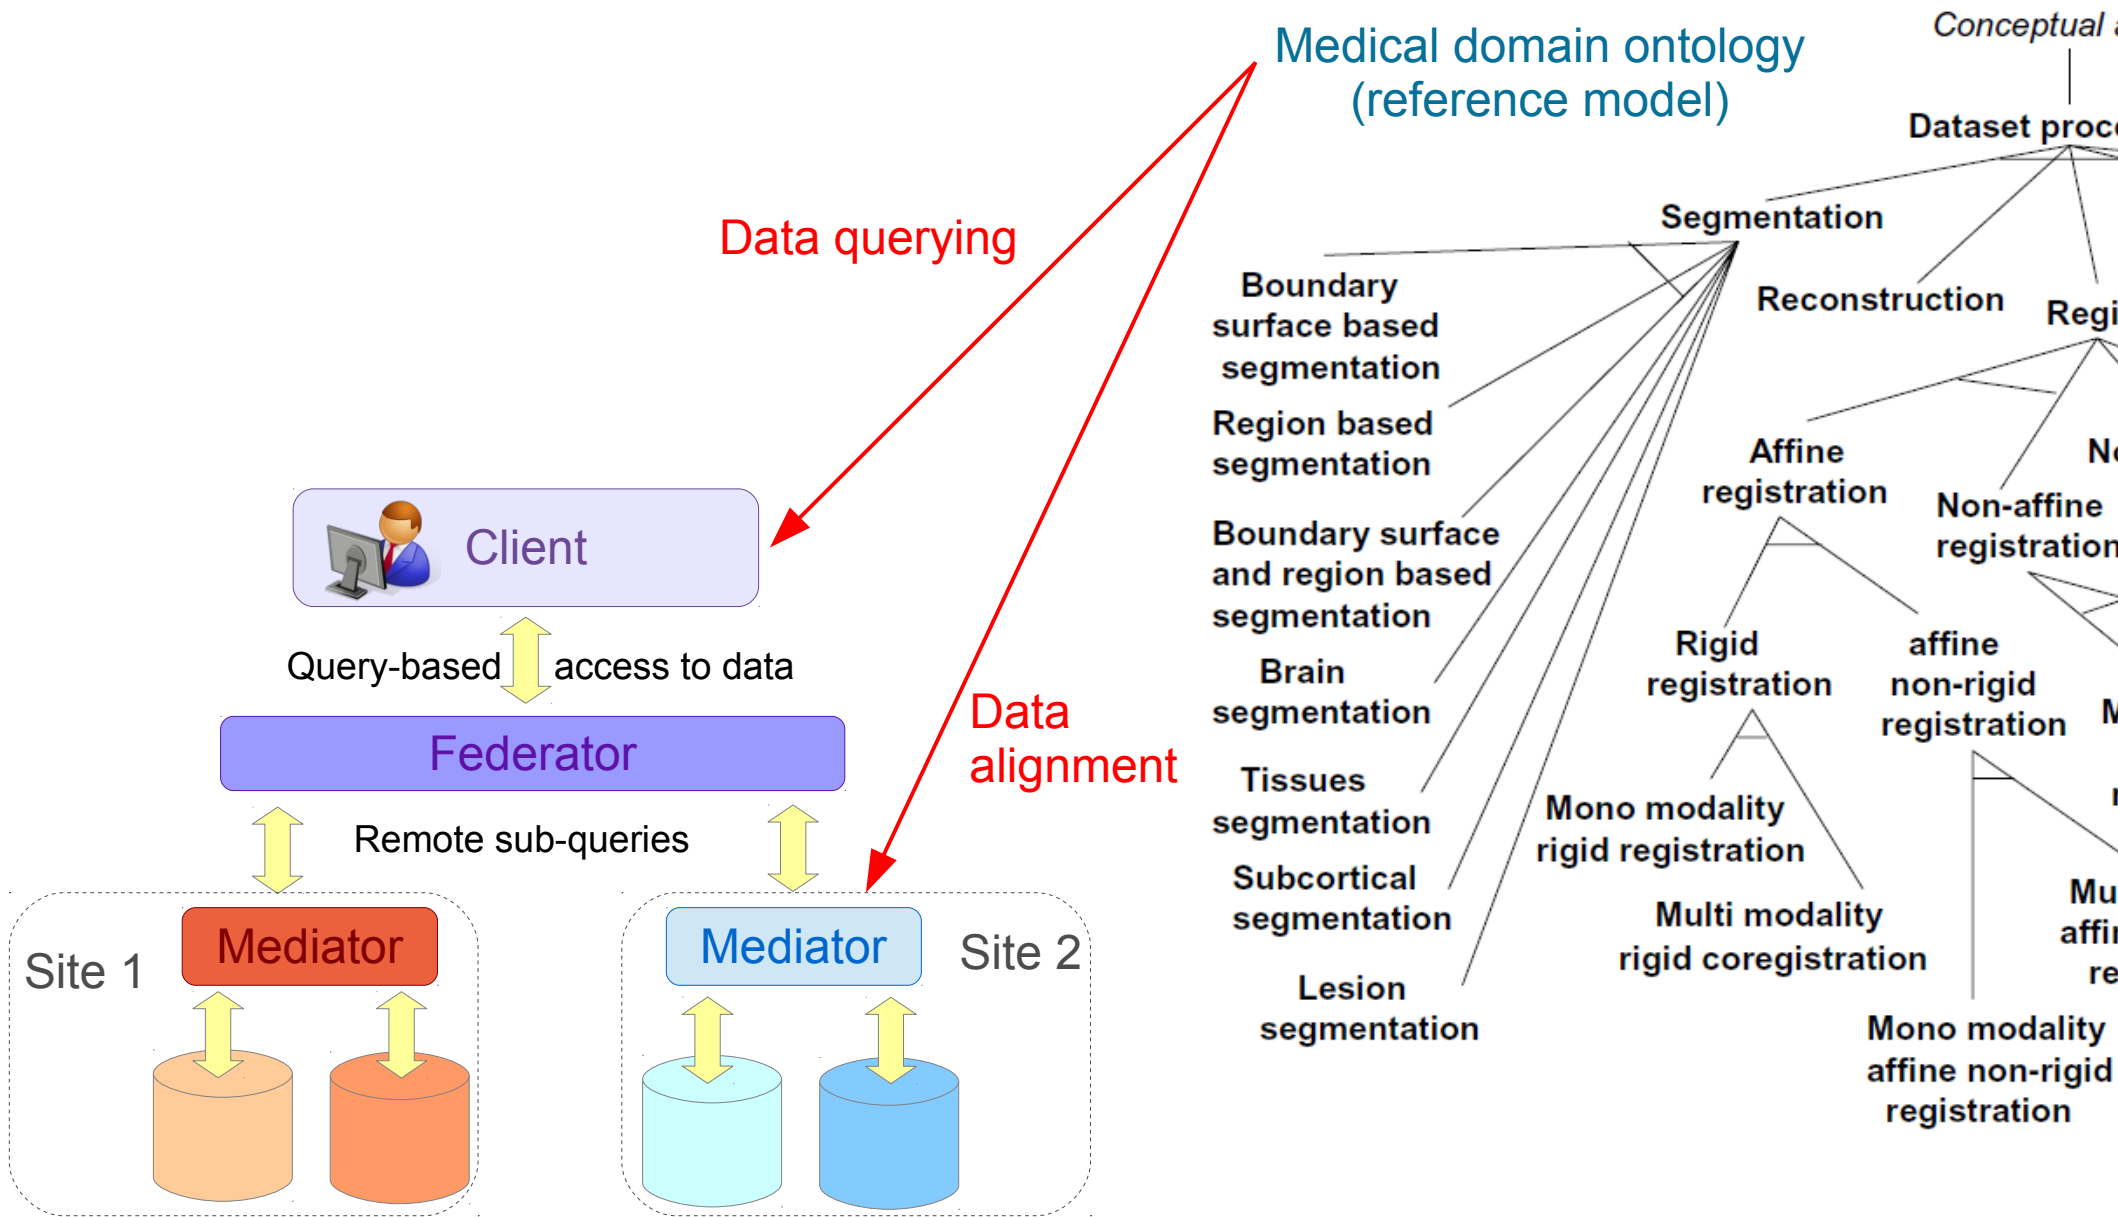 Medical domain ontology
(reference model)
Data querying
Client
Query-based access to data
Federator
Data
alignment
Remote sub-queries
Site 1
Mediator
Mediator
Site 2
Conceptual
Dataset
Segmentation
Boundary
surface based
segmentation
Reconstruction
Region based
segmentation
Affine
registration
Non-affine
registration
Boundary surface
and region based
segmentation
Rigid
registration
affine
non-rigid
registration
Brain
segmentation
Tissues
segmentation
Mono modality
rigid registration
Subcortical
segmentation
Multi modality
rigid coregistration
Lesion
segmentation
Mono modality
affine non-rigid
registration